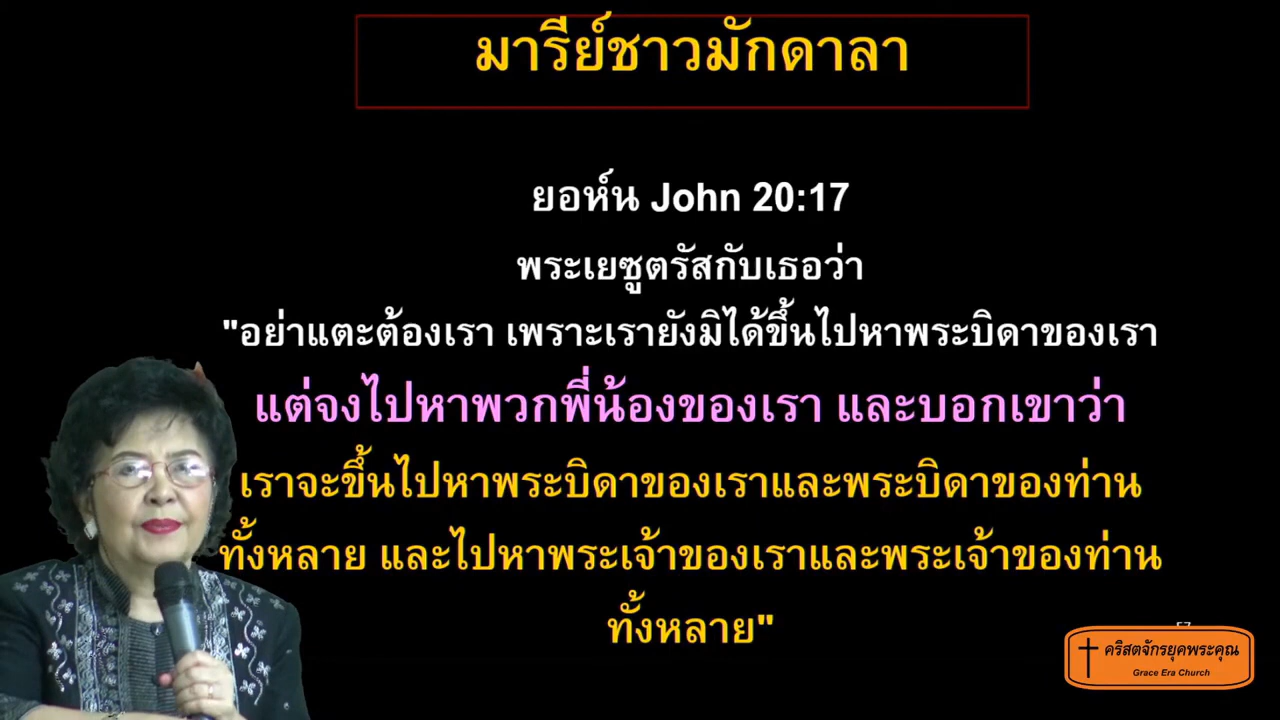 มารีย์ชาวมักดาลา
ยอห์น John 20:17
พระเยซูตรัสกับเธอว่า
"อย่าแตะต้องเรา เพราะเรายังมิได้ขึ้นไปหาพระบิดาของเรา
แต่จงไปหาพวกพี่น้องของเรา และบอกเขาว่า
เราจะขึ้นไปหาพระบิดาของเราและพระบิดาของท่าน
ทั้งหลาย และไปหาพระเจ้าของเราและพระเจ้าของท่าน
ทั้งหลาย"
คริสตจักรยุคพระคุณ
Grace Era Church